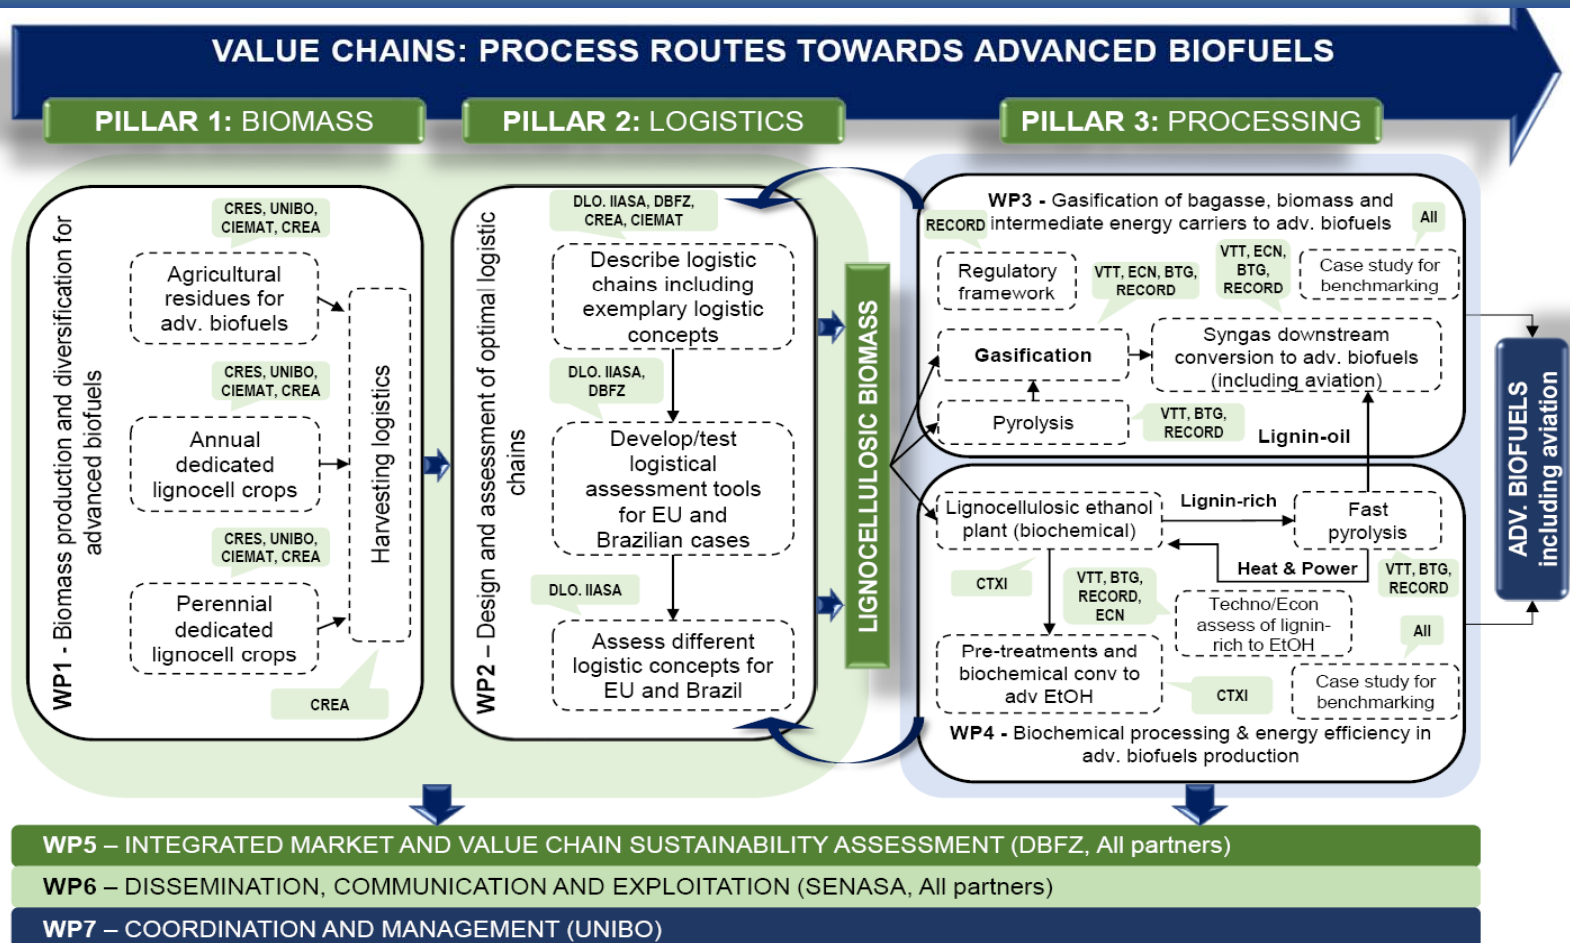 VALUE CHAINS: PROCESS ROUTES TOWARDS ADVANCED BIOFUELS
PILLAR 1: BIOMASS
PILLAR 2: LOGISTICS
PILLAR 3: PROCESSING
WP1 - Biomass production and diversification for
advanced biofuels
CRES, UNIBO,
CIEMAT, CREA
Agricultural
residues for
adv. biofuels
CRES, UNIBO,
CIEMAT, CREA
Annual
dedicated
lignocell crops
CRES, UNIBO,
CIEMAT, CREA
Perennial
dedicated
lignocell crops
Harvesting logistics
CREA
WP2 – Design and assessment of optimal logistic
chains
DLO. IIASA, DBFZ,
CREA, CIEMAT
Describe logistic
chains including
exemplary logistic
concepts
DLO. IIASA,
DBFZ
Develop/test
logistical
assessment tools
for EU and
Brazilian cases
DLO. IIASA
Assess different
logistic concepts for
EU and Brazil
LIGNOCELLULOSIC BIOMASS
WP3 - Gasification of bagasse, biomass and
intermediate energy carriers to adv. biofuels
RECORD
All
Regulatory
framework
VTT, ECN, BTG,
RECORD
VTT, ECN,
BTG,
RECORD
Case study for
benchmarking
Gasification
Syngas downstream
conversion to adv. biofuels
(including aviation)
Pyrolysis
VTT, BTG,
RECORD
Lignin-oil
Lignocellulosic ethanol
plant (biochemical)
Lignin-rich
Fast
pyrolysis
Heat & Power
CTXI
VTT, BTG,
RECORD,
ECN
VTT, BTG,
RECORD
Techno/Econ
assess of lignin-
rich to EtOH
All
Pre-treatments and
biochemical conv to
adv EtOH
CTXI
Case study for
benchmarking
WP4 - Biochemical processing & energy efficiency in
adv. biofuels production
ADV. BIOFUELS
including aviation
WP5 – INTEGRATED MARKET AND VALUE CHAIN SUSTAINABILITY ASSESSMENT (DBFZ, All partners)
WP6 – DISSEMINATION, COMMUNICATION AND EXPLOITATION (SENASA, All partners)
WP7 – COORDINATION AND MANAGEMENT (UNIBO)